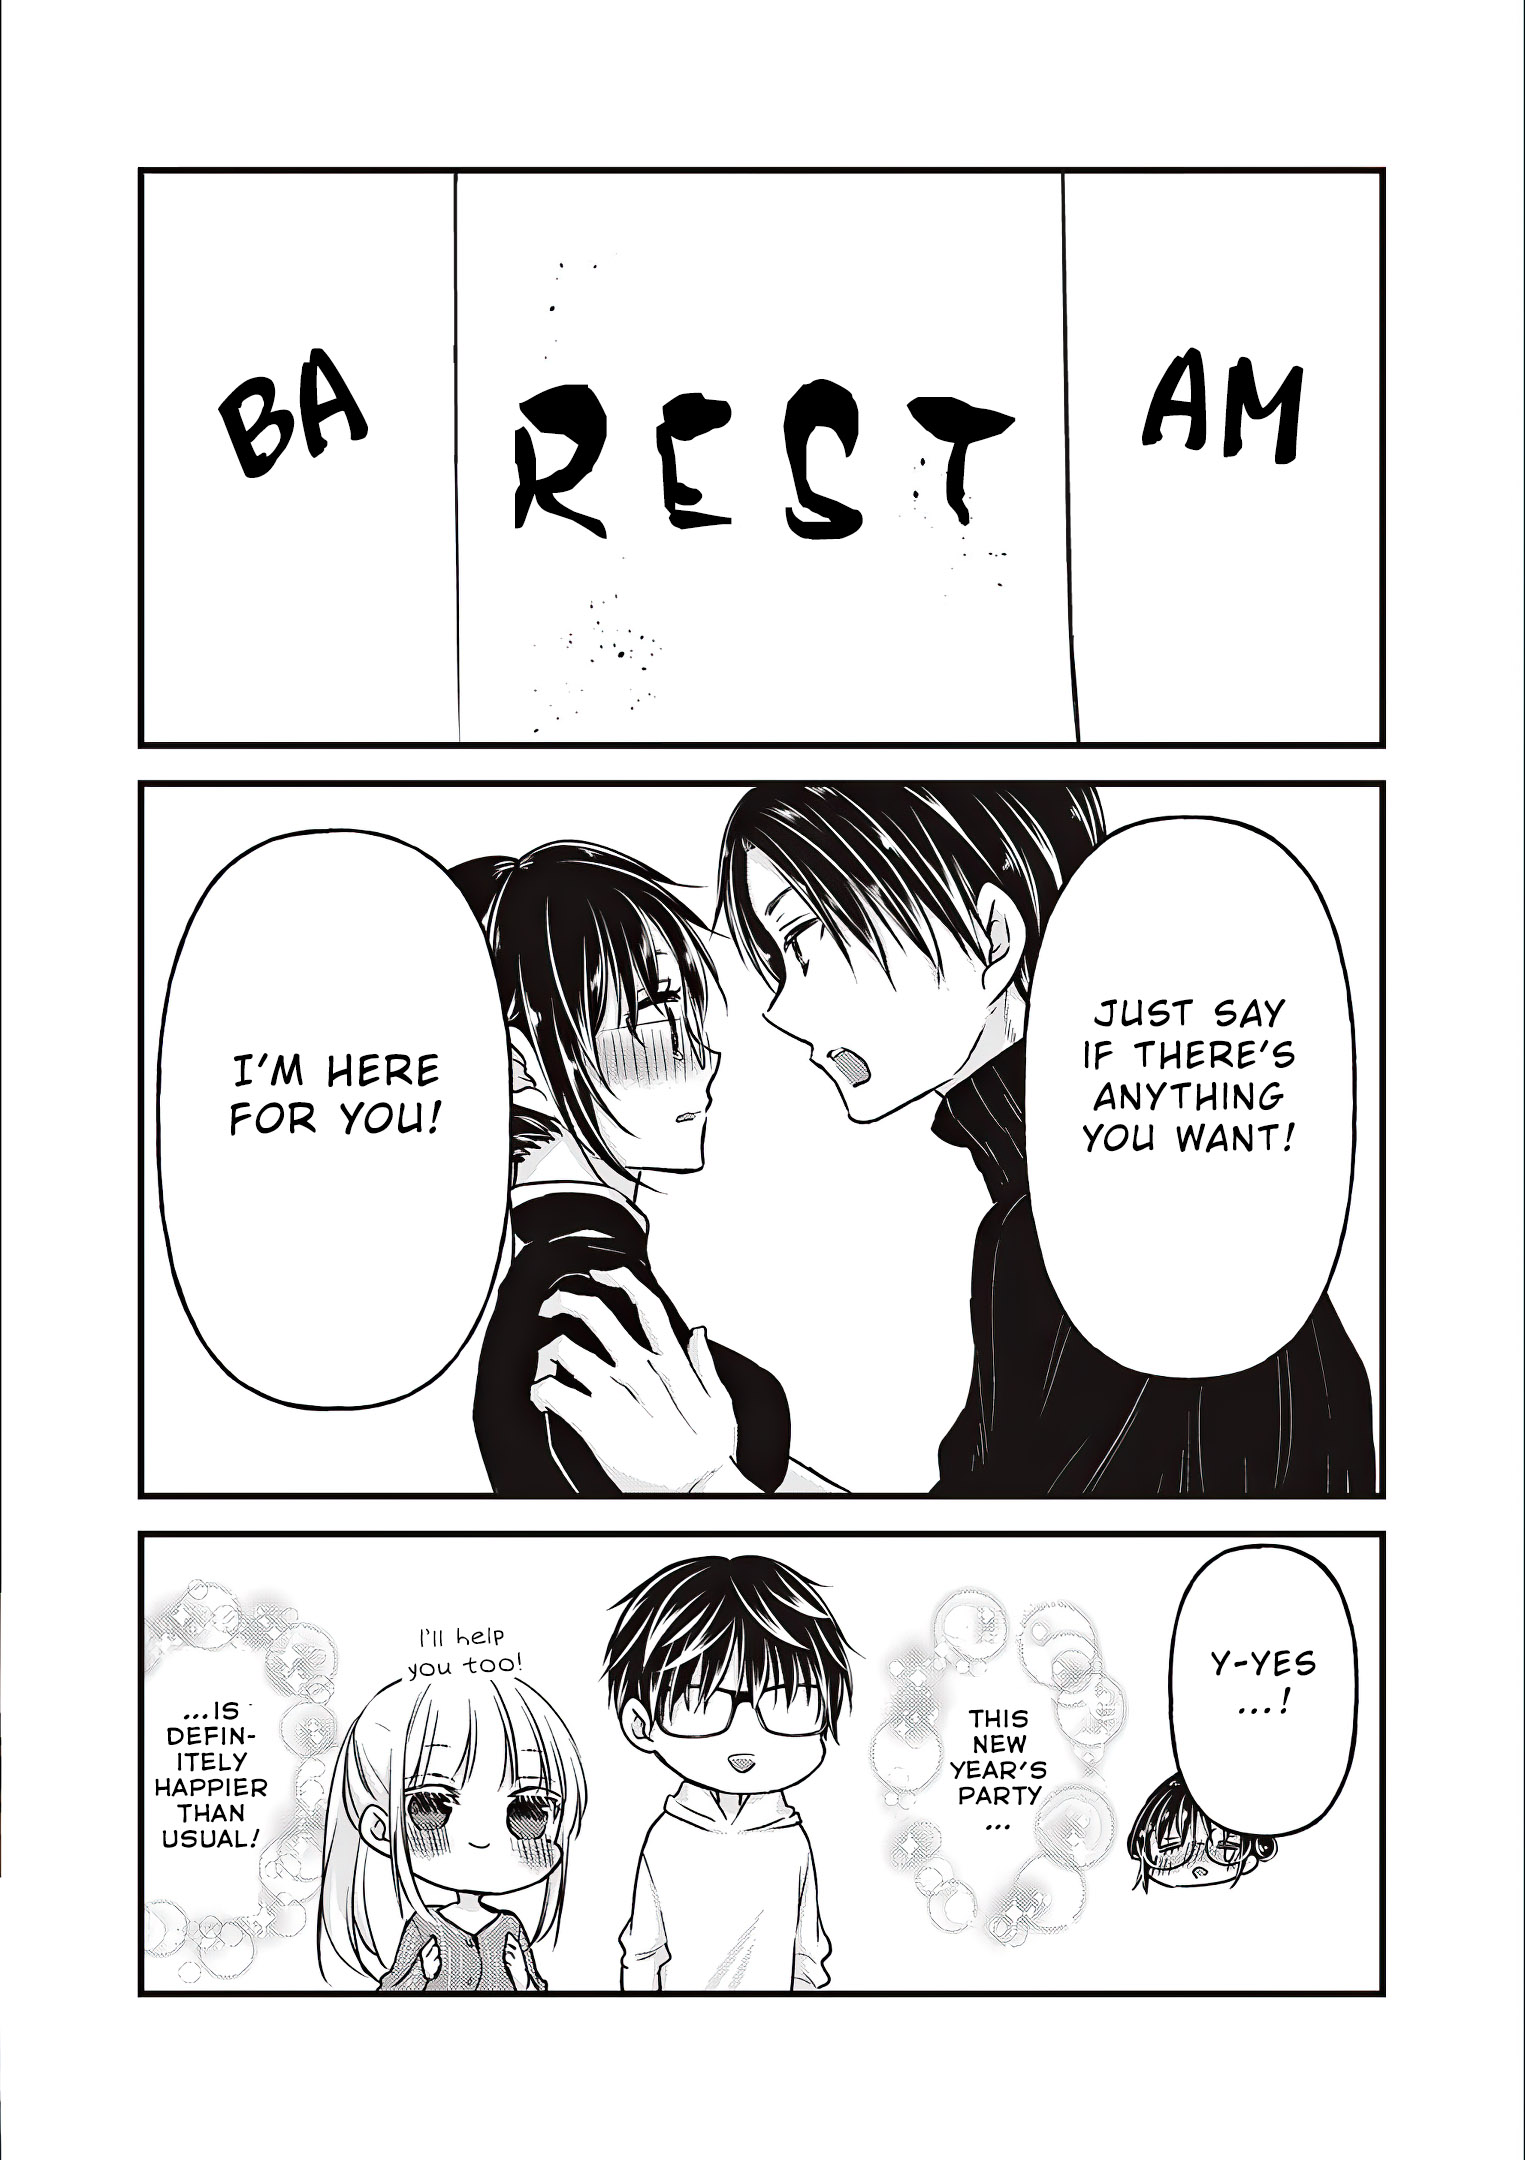 AM
REST
BA
JUST SAY
IF THERE'S
ANYTHING
YOU WANT!
I'M HERE
FOR YOU!
Y-YES
...!
THIS
NEW
YEAR'S
PARTY
...
I'll help
you too!
...IS
DEFIN-
ITELY
HAPPIER
THAN
USUAL!